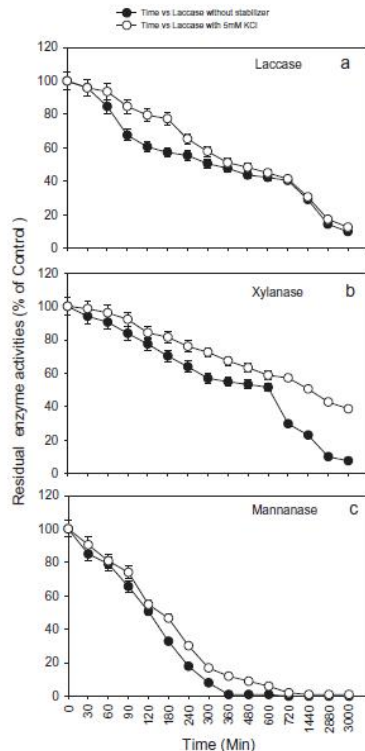 Time vs Laccase without stabilizer
Time vs Laccase with 5mM KCl
Laccase a
120
100
80
60
40
20
0
Xylanase b
100
80
60
40
20
0
Mannanase c
100
80
60
40
20
0
Residual enzyme activities (% of Control)
0 30 60 90 120 180 240 300 360 480 600 720 1440 2880 3000
Time (Min)